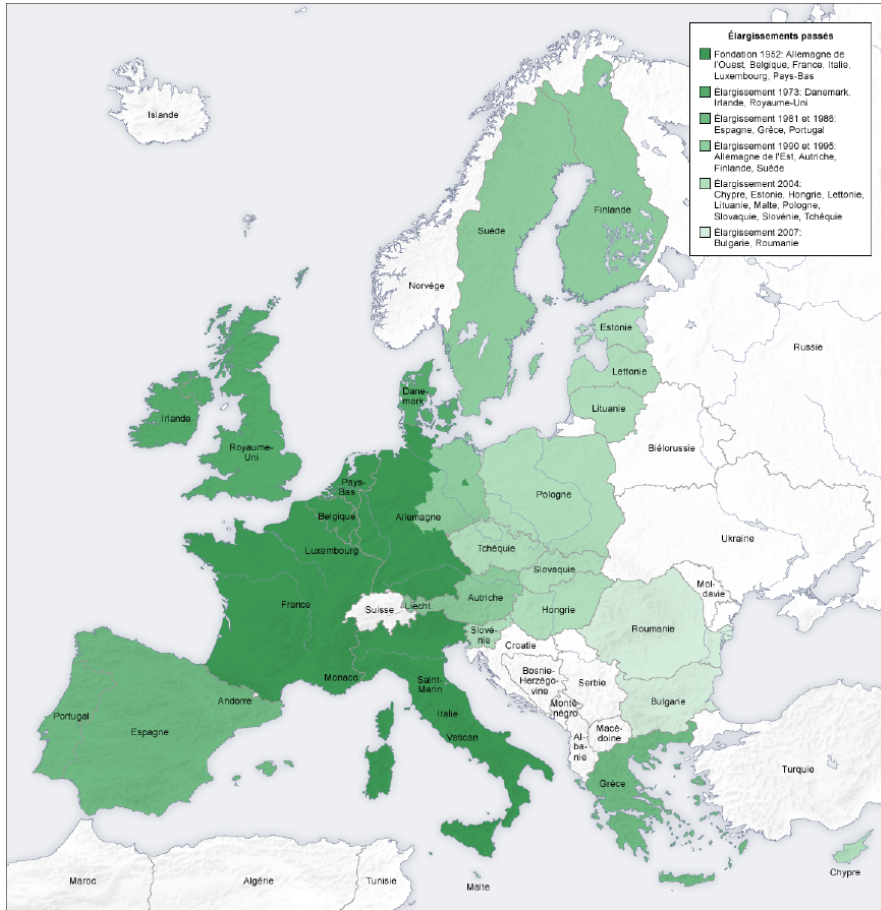 Élargissements passés
Fondation 1952: Allemagne de
l'Ouest, Belgique, France, Italie,
Luxembourg, Pays-Bas
Élargissement 1973: Danemark,
Irlande, Royaume-Uni
Élargissement 1981 et 1986:
Espagne, Grèce, Portugal
Élargissement 1990 et 1995:
Allemagne de l'Est, Autriche,
Finlande, Suède
Élargissement 2004:
Chypre, Estonie, Hongrie, Lettonie,
Lituanie, Malte, Pologne,
Slovaquie, Slovénie, Tchéquie
Élargissement 2007:
Bulgarie, Roumanie
Islande
Finlande
Suède
Norvège
Estonie
Russie
Lettonie
Dane-
mark
Lituanie
Irlande
Royaume-
Uni
Biélorussie
Pays-
Bas
Pologne
Belgique
Allemagne
Ukraine
Luxembourg
Tchéquie
Slovaquie
Mol-
davie
France
Suisse
Liecht.
Autriche
Hongrie
Roumanie
Slové-
nie
Croatie
Monaco
Saint-
Marin
Bosnie-
Herzégo-
vine
Serbie
Andorre
Bulgarie
Portugal
Espagne
Italie
Monté-
négro
Macé-
doine
Vatican
Al-
ba-
nie
Turquie
Grèce
Maroc
Algérie
Tunisie
Malte
Chypre